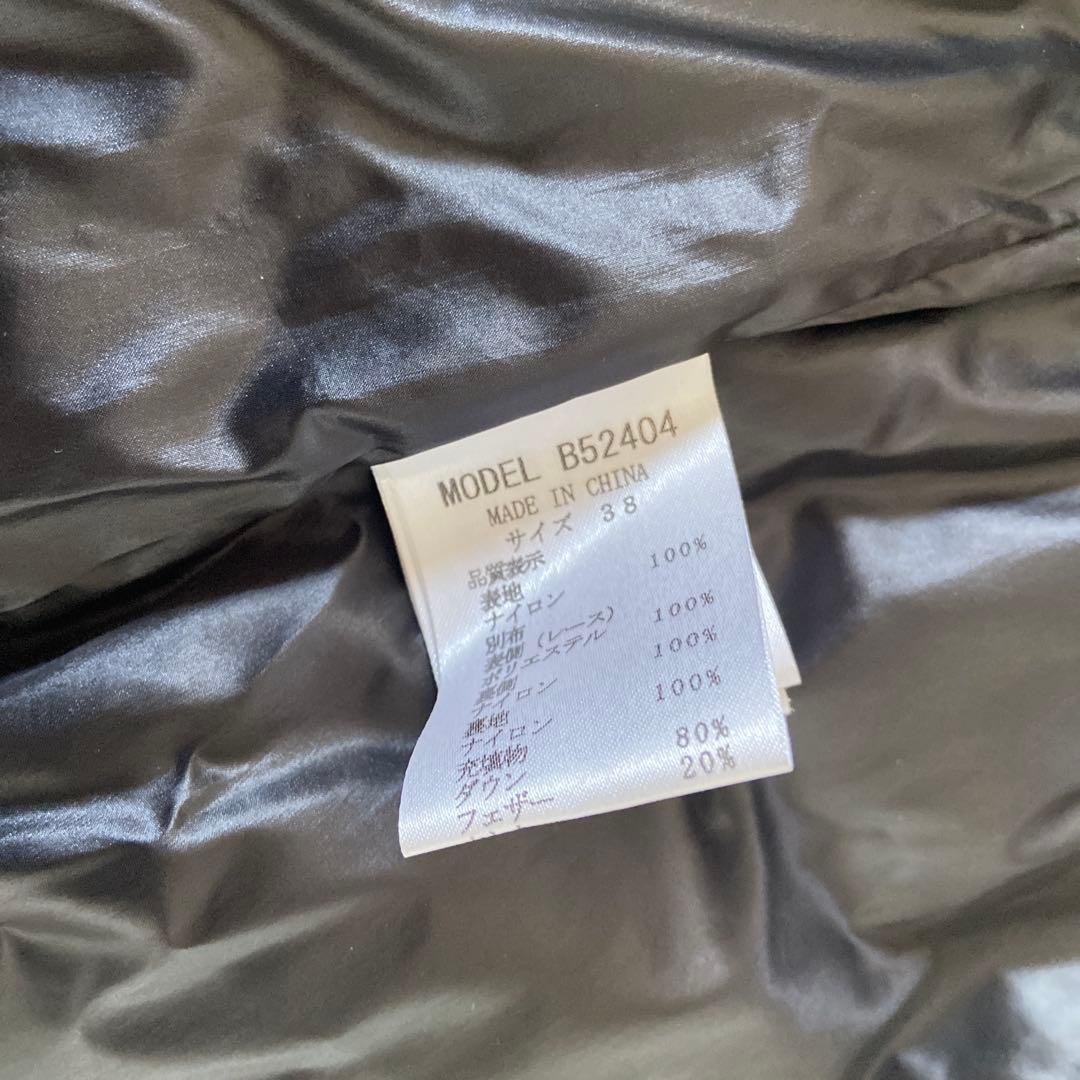 MODEL B52404
MADE IN CHINA
サイズ 38
品質表示
表地
ナイロン 100%
別布(レース)
表側
ポリエステル 100%
裏側
ナイロン 100%
裏地
ナイロン 100%
充填物
ダウン 80%
フェザー 20%